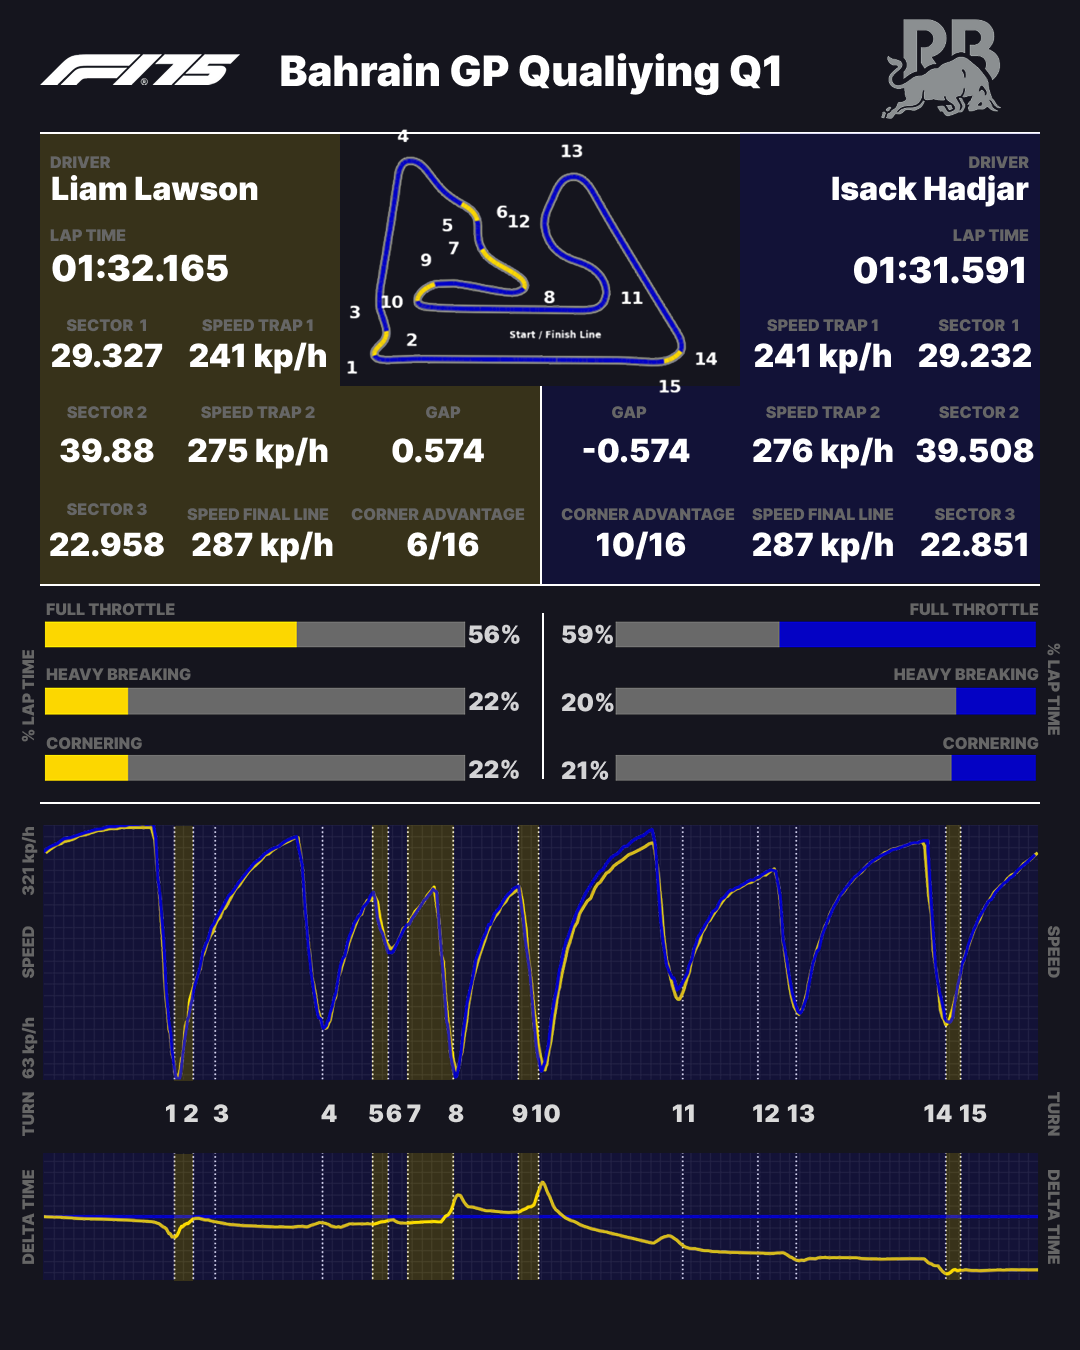 F1 75
Bahrain GP Qualiying Q1
RB
DRIVER
Liam Lawson
LAP TIME
01:32.165
SECTOR 1 SPEED TRAP 1
29.327 241 kp/h
SECTOR 2 SPEED TRAP 2 GAP
39.88 275 kp/h 0.574
SECTOR 3 SPEED FINAL LINE CORNER ADVANTAGE
22.958 287 kp/h 6/16
4
13
6
12
5
7
9
10
8
11
3
2
Start / Finish Line
1
14
15
DRIVER
Isack Hadjar
LAP TIME
01:31.591
SPEED TRAP 1 SECTOR 1
241 kp/h 29.232
GAP SPEED TRAP 2 SECTOR 2
-0.574 276 kp/h 39.508
CORNER ADVANTAGE SPEED FINAL LINE SECTOR 3
10/16 287 kp/h 22.851
% LAP TIME
FULL THROTTLE
56%
HEAVY BREAKING
22%
CORNERING
22%
FULL THROTTLE
59%
HEAVY BREAKING
20%
CORNERING
21%
% LAP TIME
321 kp/h
SPEED
63 kp/h
SPEED
TURN
1 2 3 4 5 6 7 8 9 10 11 12 13 14 15
TURN
DELTA TIME
DELTA TIME